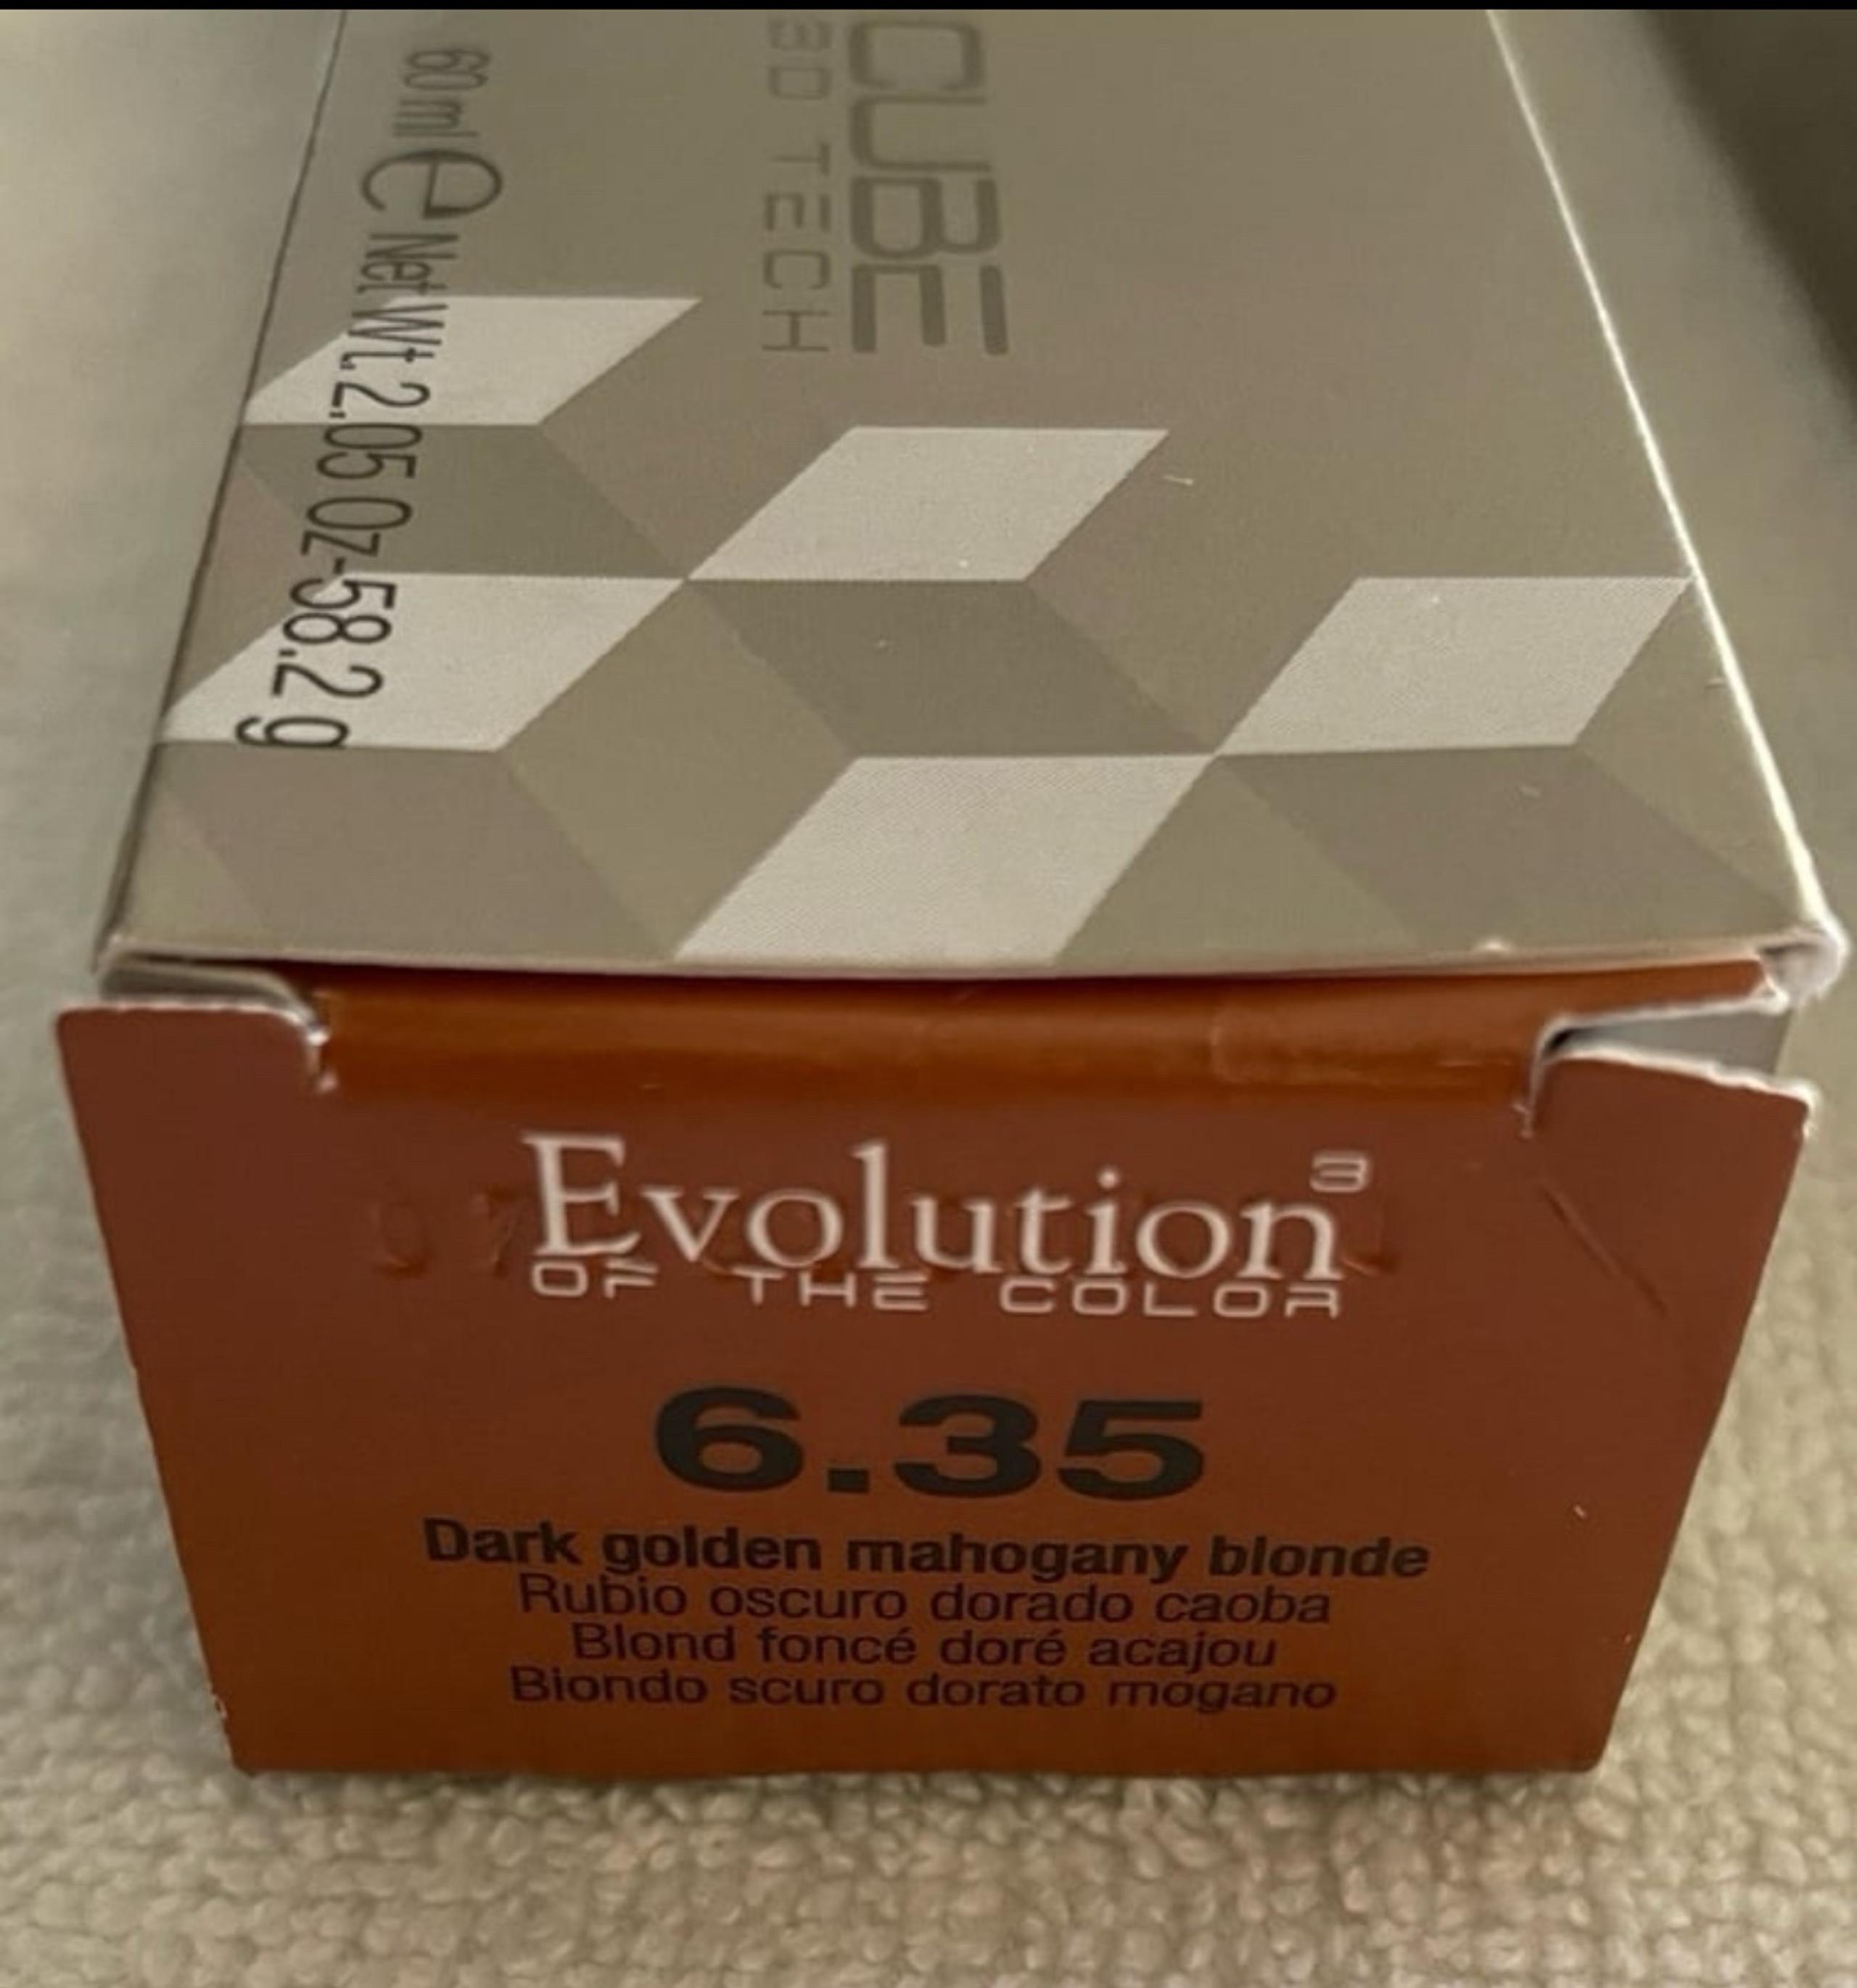 CUBE
3D TECH
60 ml e Net Wt. 2.05 Oz-58.2 g
Evolution³
OF THE COLOR
6.35
Dark golden mahogany blonde
Rubio oscuro dorado caoba
Blond foncé doré acajou
Biondo scuro dorato mogano